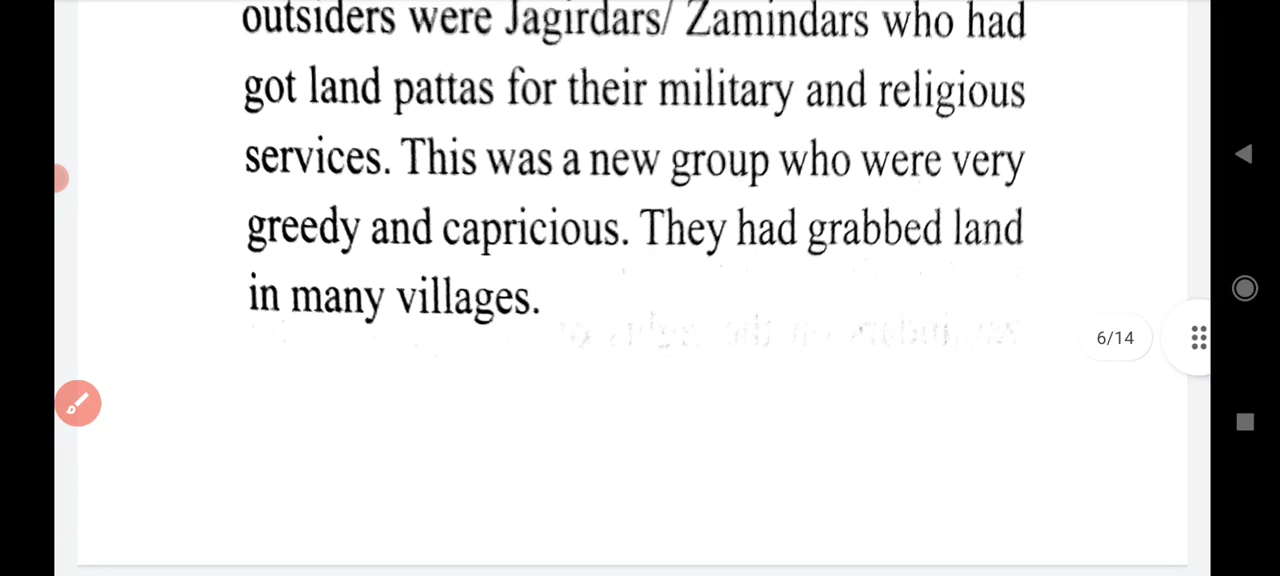 outsiders were Jagirdars/ Zamindars who had
got land pattas for their military and religious
services. This was a new group who were very
greedy and capricious. They had grabbed land
in many villages.
6/14